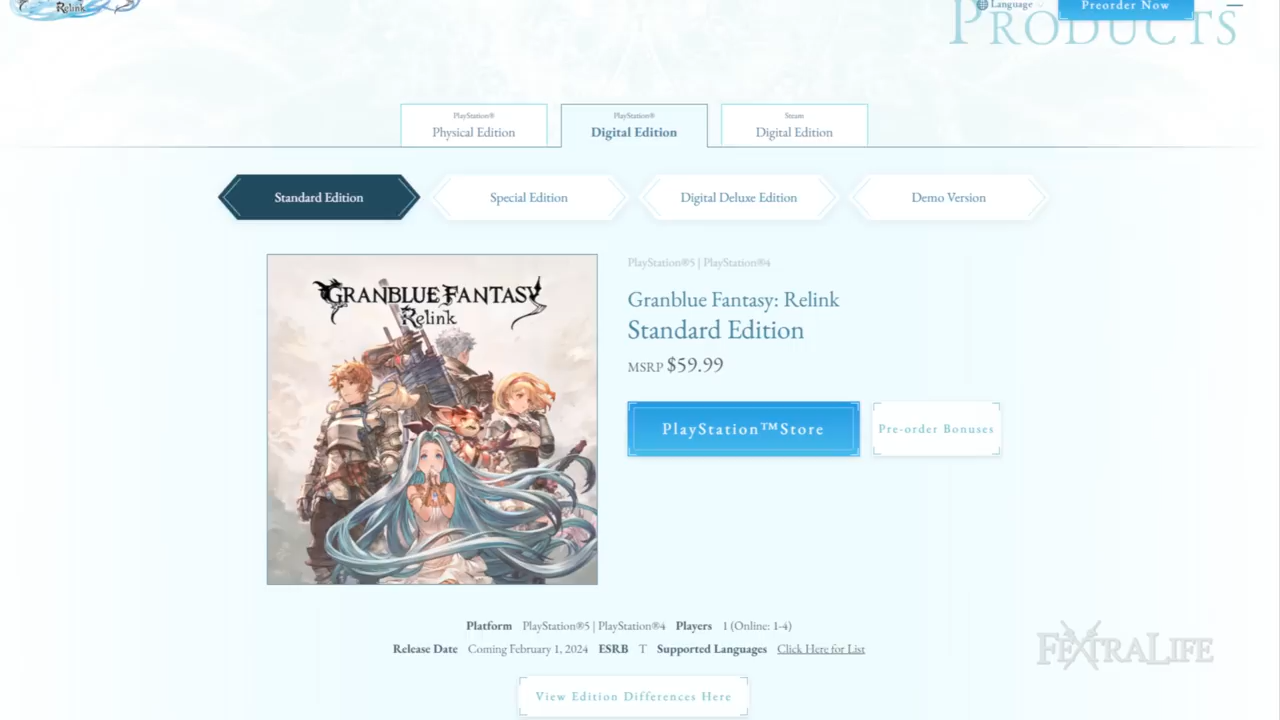 Relink
Language
Preorder Now
PRODUCTS
PlayStation®
Physical Edition
PlayStation®
Digital Edition
Steam
Digital Edition
Standard Edition
Special Edition
Digital Deluxe Edition
Demo Version
GRANBLUE FANTASY
Relink
PlayStation®5 | PlayStation®4
Granblue Fantasy: Relink
Standard Edition
MSRP $59.99
PlayStation™Store
Pre-order Bonuses
Platform PlayStation®5 | PlayStation®4 Players 1 (Online: 1-4)
Release Date Coming February 1, 2024 ESRB T Supported Languages Click Here for List
View Edition Differences Here
FEXTRALIFE